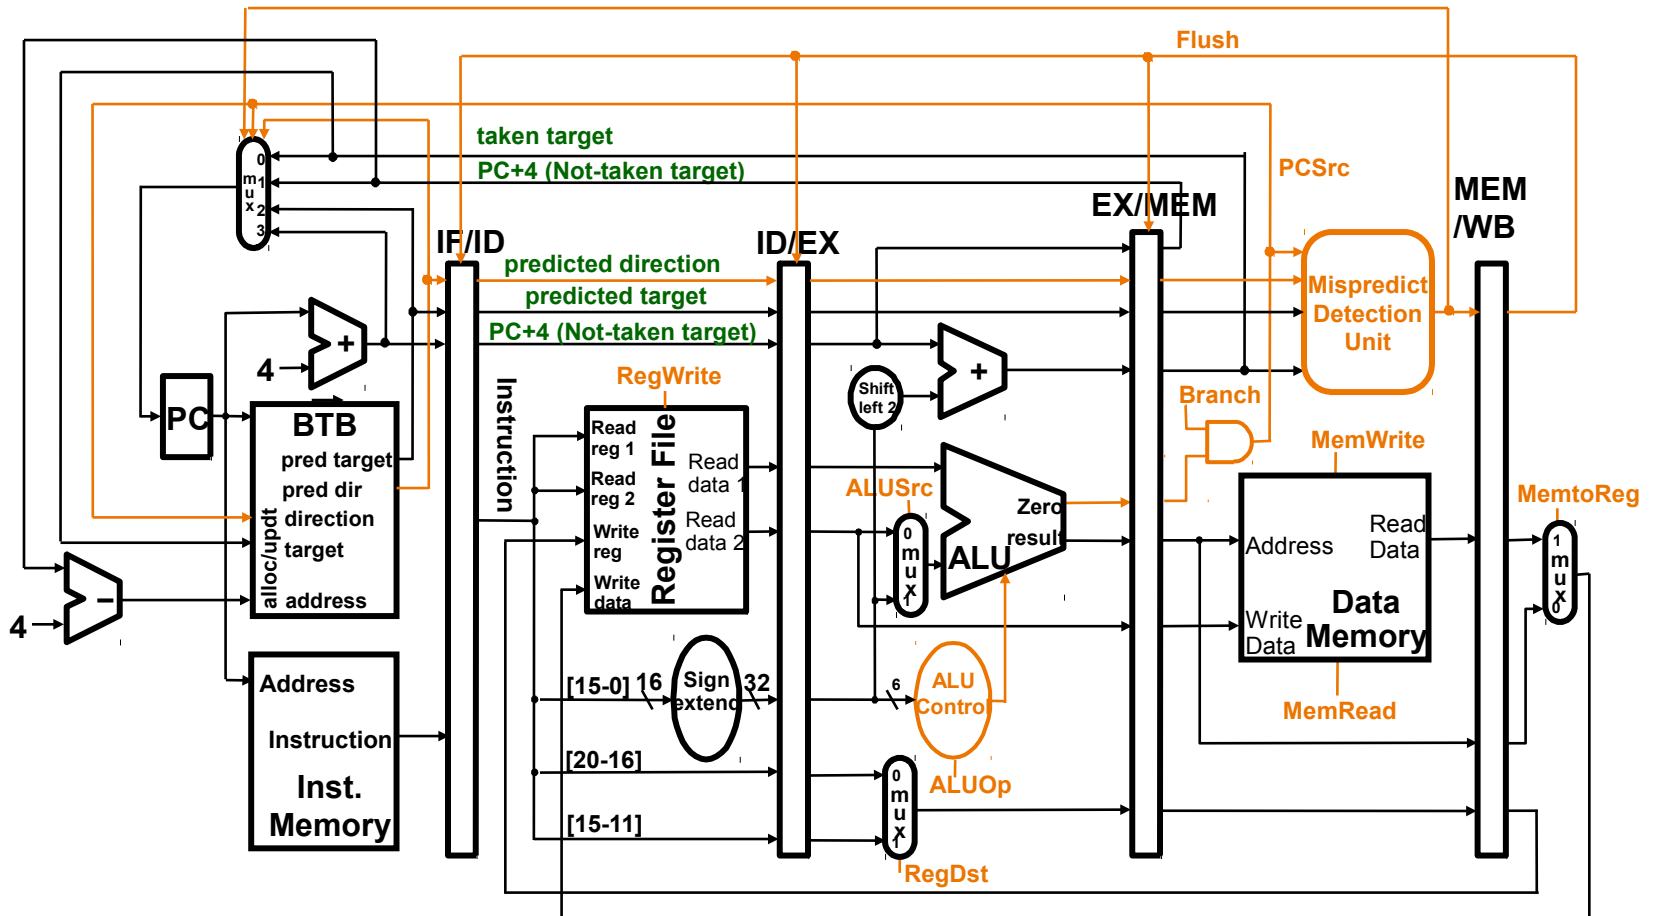 Flush
taken target
PC+4 (Not-taken target)
PCSrc
MEM
/WB
EX/MEM
0
m 1
u
x 2
3
IF/ID
ID/EX
predicted direction
predicted target
PC+4 (Not-taken target)
Mispredict
Detection
Unit
+
4
+
PC
BTB
pred target
pred dir
direction
target
address
alloc/updt
Instruction
RegWrite
Read
reg 1
Read
reg 2
Write
reg
Write
data
Register File
Read
data 1
Read
data 2
Shift
left 2
Branch
MemWrite
ALUSrc
0
m
u
x
1
Zero
result
ALU
Address
Read
Data
Write
Data
Data
Memory
MemRead
MemtoReg
1
m
u
x
0
4
−
Address
Instruction
Inst.
Memory
[15-0]
16
Sign
extend
32
6
ALU
Control
ALUOp
[20-16]
[15-11]
0
m
u
x
1
RegDst